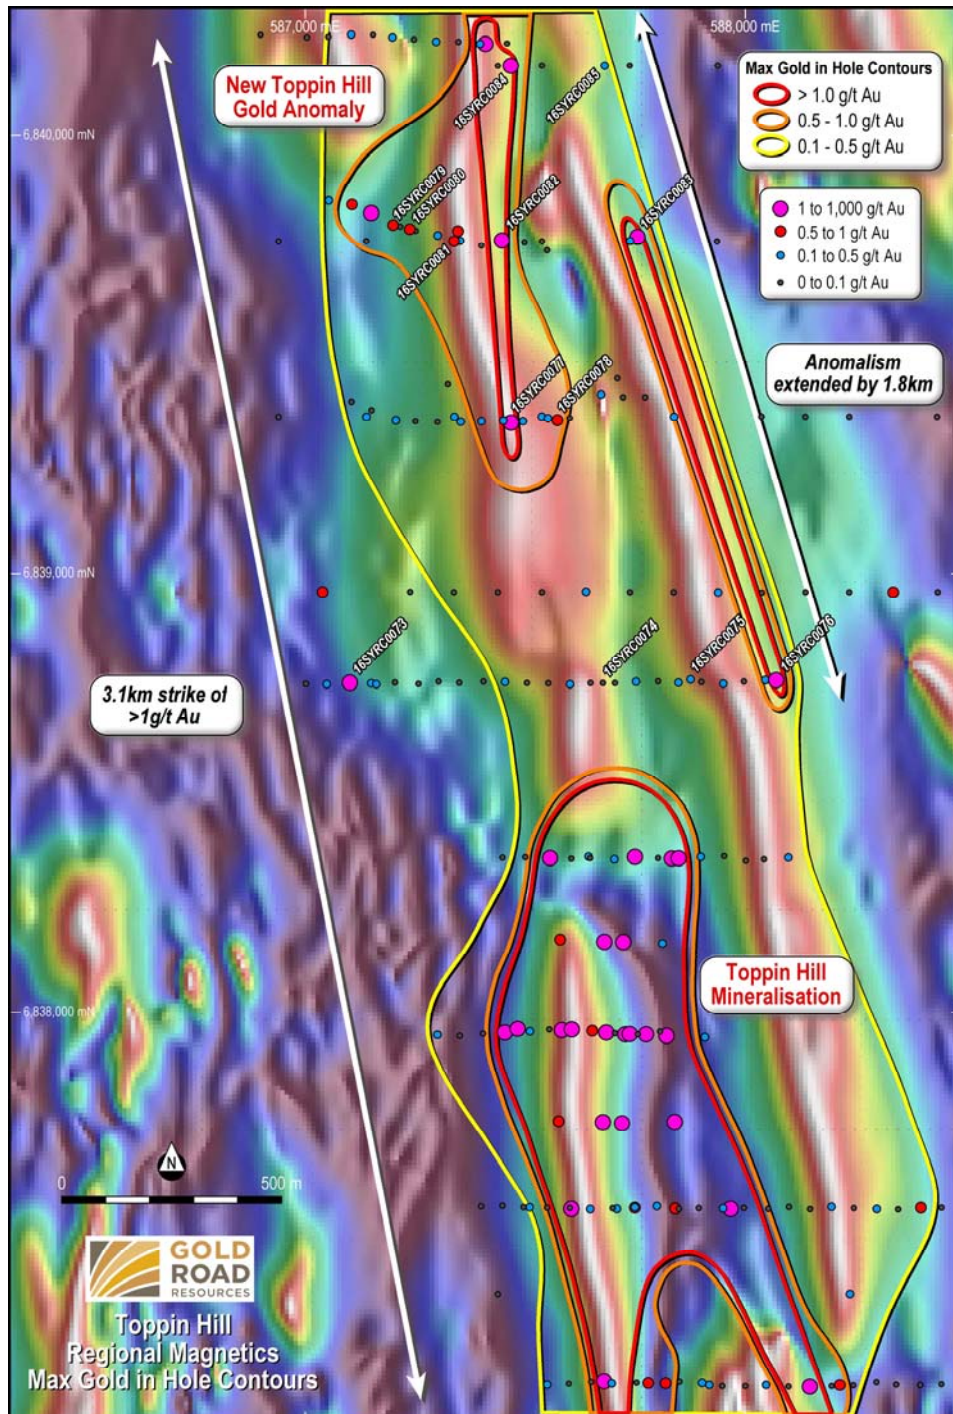 587,000 mE
588,000 mE
New Toppin Hill
Gold Anomaly
Max Gold in Hole Contours
> 1.0 g/t Au
0.5 - 1.0 g/t Au
0.1 - 0.5 g/t Au
6,840,000 mN
1 to 1,000 g/t Au
0.5 to 1 g/t Au
0.1 to 0.5 g/t Au
0 to 0.1 g/t Au
16SYRC0084
16SYRC0085
16SYRC0079
16SYRC0080
16SYRC0082
16SYRC0083
16SYRC0081
Anomalism
extended by 1.8km
16SYRC0077
16SYRC0078
6,839,000 mN
16SYRC0073
16SYRC0074
16SYRC0075
16SYRC0076
3.1km strike of
>1g/t Au
Toppin Hill
Mineralisation
6,838,000 mN
N
0
500 m
GOLD
ROAD
RESOURCES
Toppin Hill
Regional Magnetics
Max Gold in Hole Contours